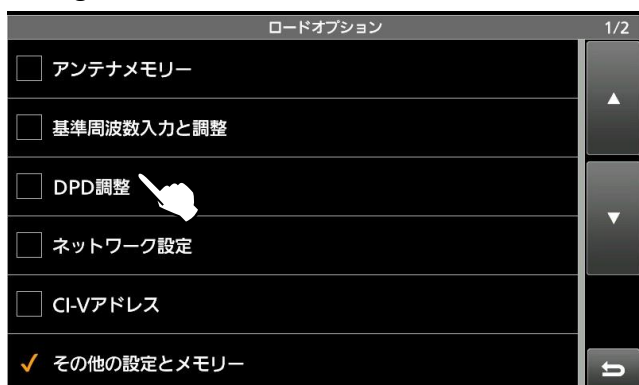 ロードオプション 1/2
アンテナメモリー
基準周波数入力と調整
DPD調整
ネットワーク設定
CI-Vアドレス
その他の設定とメモリー